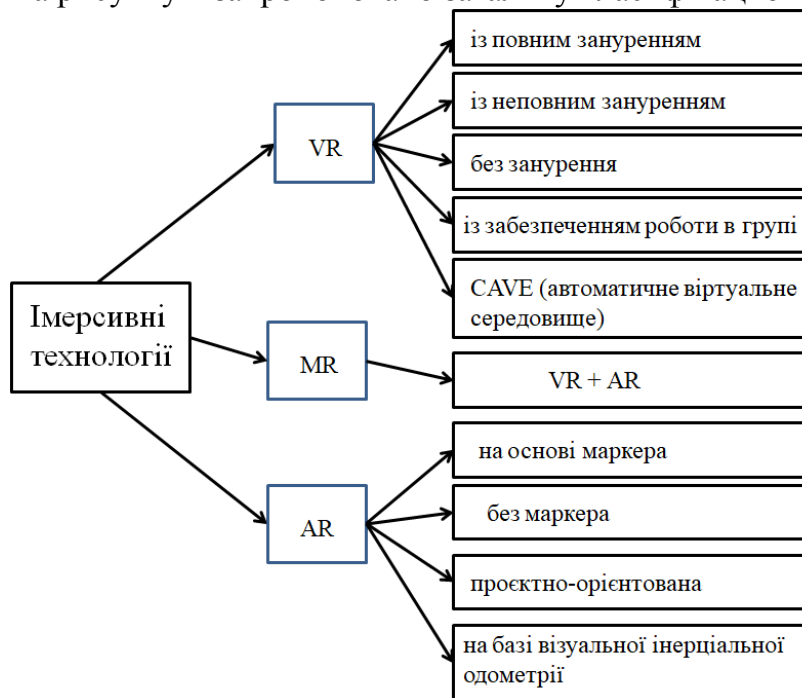 із повним зануренням
із неповним зануренням
VR
без занурення
із забезпеченням роботи в групі
CAVE (автоматичне віртуальне
середовище)
Імерсивні
технології
MR
VR + AR
на основі маркера
без маркера
AR
проєктно-орієнтована
на базі візуальної інерціальної
одометрії